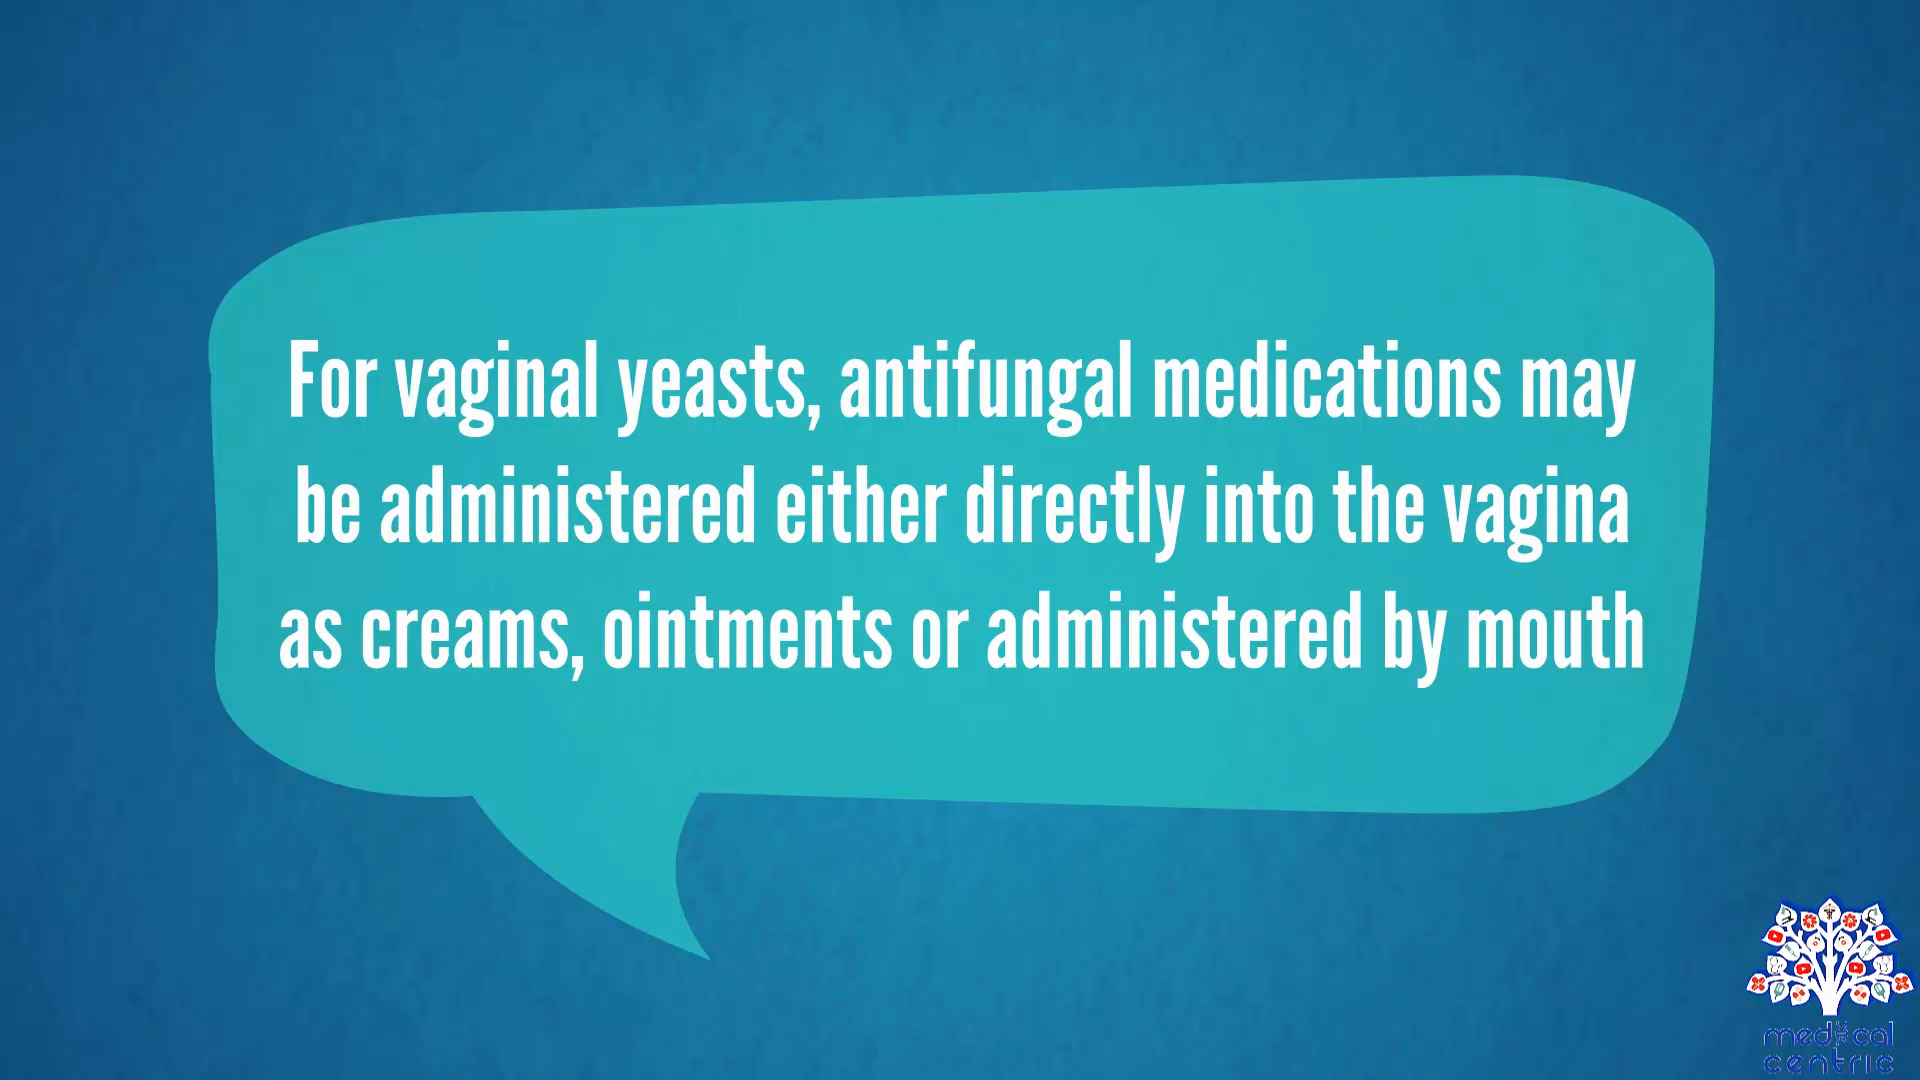 For vaginal yeasts, antifungal medications may
be administered either directly into the vagina
as creams, ointments or administered by mouth
medical
centric